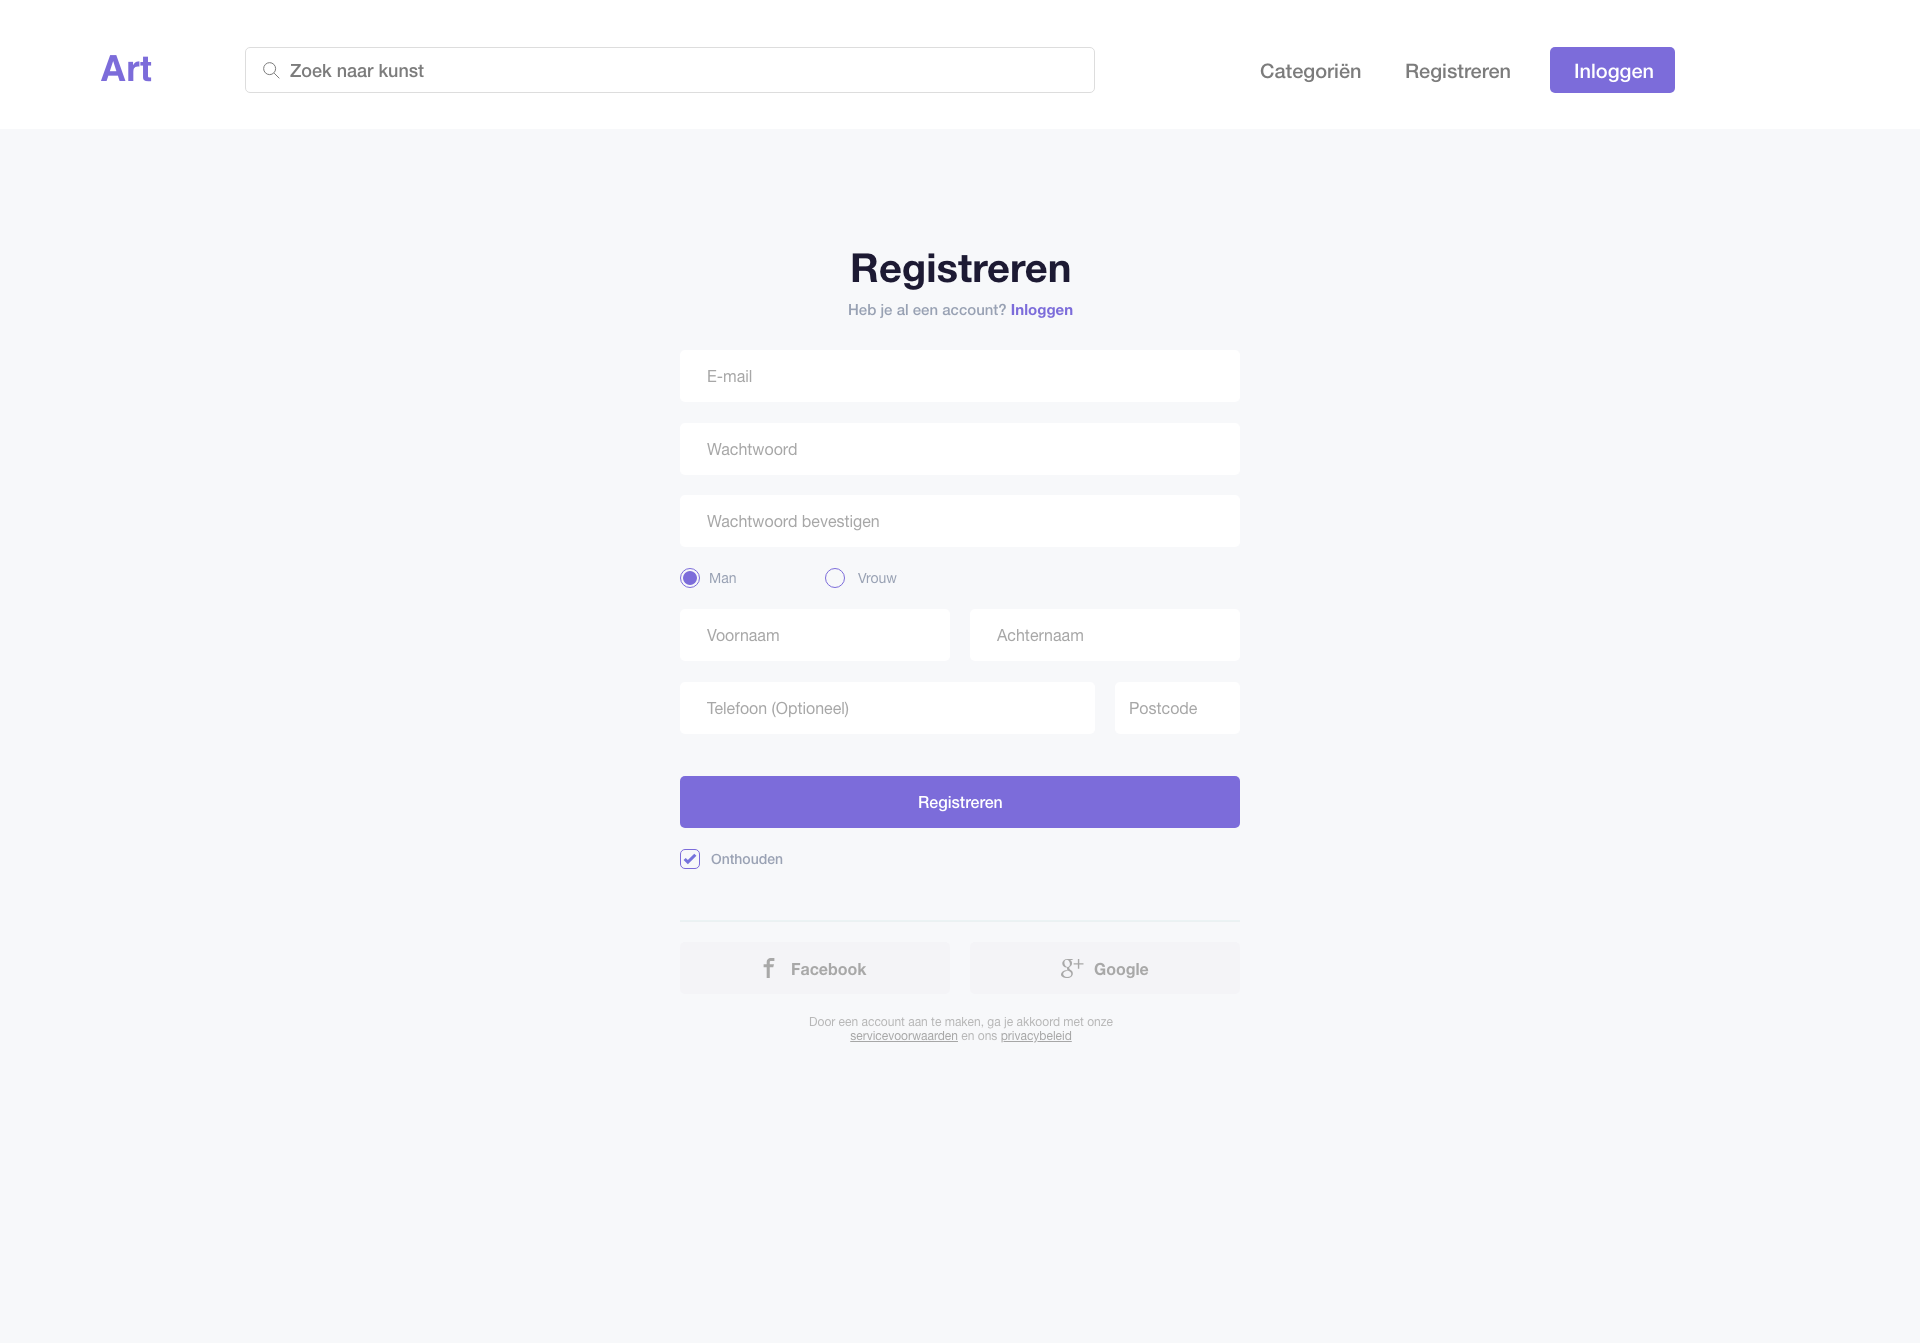 Art
Zoek naar kunst
Categoriën
Registreren
Inloggen
Registreren
Heb je al een account? Inloggen
E-mail
Wachtwoord
Wachtwoord bevestigen
Man
Vrouw
Voornaam
Achternaam
Telefoon (Optioneel)
Postcode
Registreren
Onthouden
Facebook
g+ Google
Door een account aan te maken, ga je akkoord met onze
servicevoorwaarden en ons privacybeleid